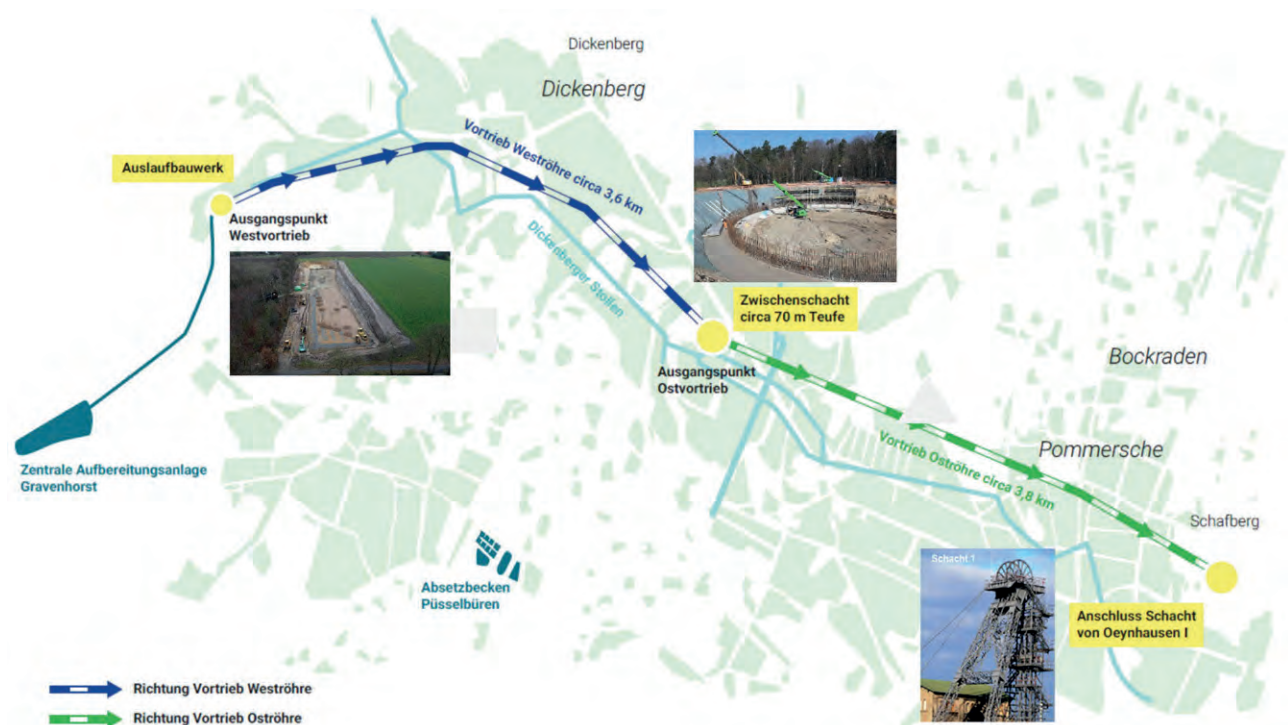 Dickenberg
Dickenberg
Vortrieb Weströhre circa 3,6 km
Auslaufbauwerk
Ausgangspunkt
Westvortrieb
Dickenberger Stollen
Zwischenschacht
circa 70 m Teufe
Ausgangspunkt
Ostvortrieb
Bockraden
Pommersche
Vortrieb Oströhre circa 3,8 km
Zentrale Aufbereitungsanlage
Gravenhorst
Schafberg
Absetzbecken
Püsselbüren
Schacht 1
Anschluss Schacht
von Oeynhausen I
Richtung Vortrieb Weströhre
Richtung Vortrieb Oströhre